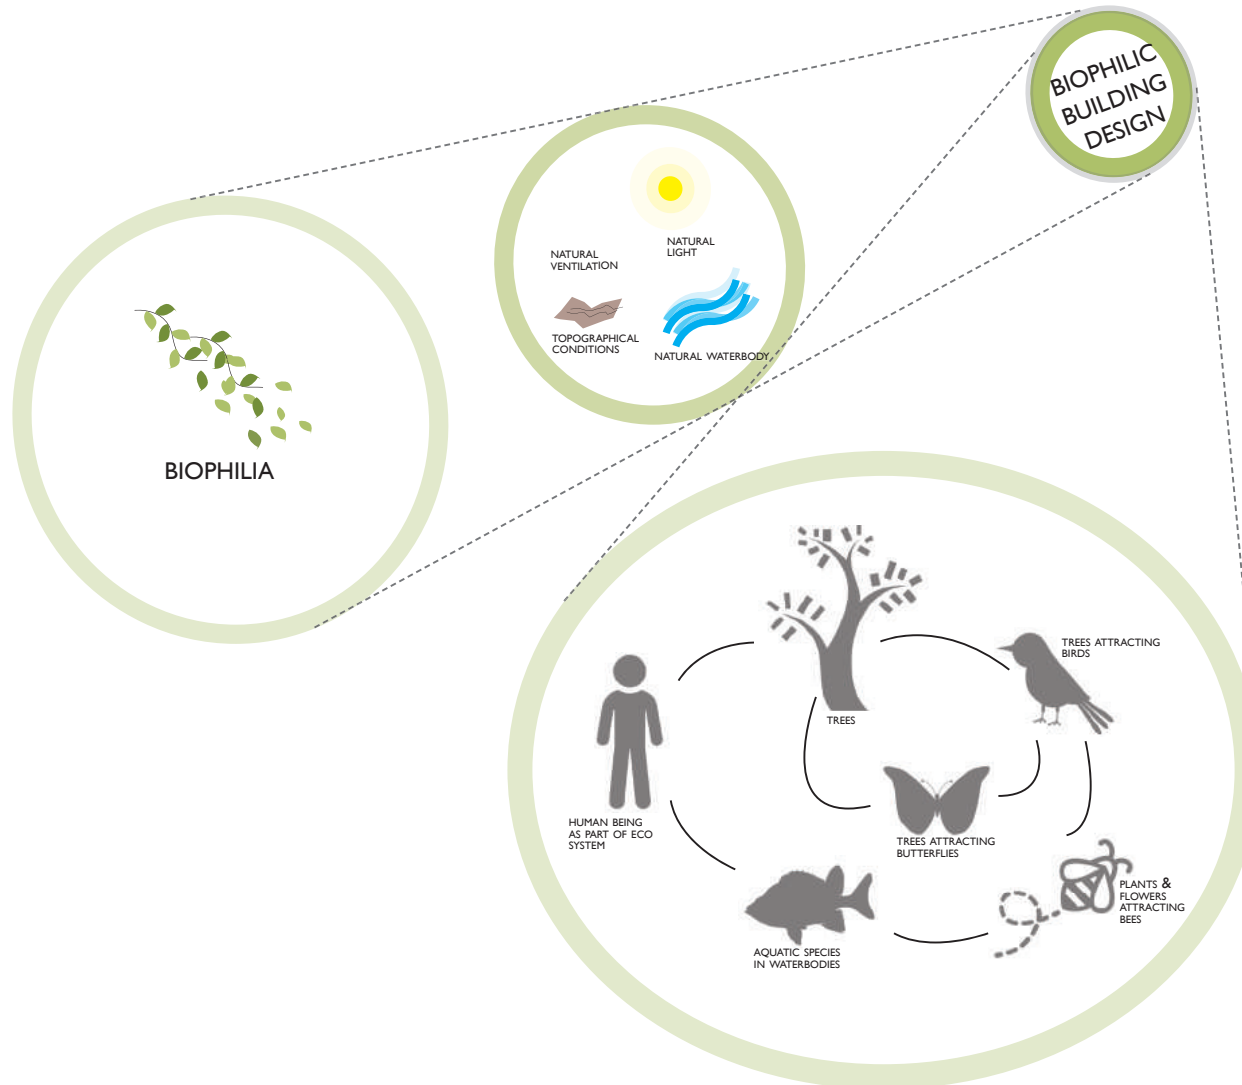 BIOPHILIC
BUILDING
DESIGN
NATURAL
LIGHT
NATURAL
VENTILATION
TOPOGRAPHICAL
CONDITIONS
NATURAL WATERBODY
BIOPHILIA
TREES ATTRACTING
BIRDS
TREES
HUMAN BEING
AS PART OF ECO
SYSTEM
TREES ATTRACTING
BUTTERFLIES
PLANTS &
FLOWERS
ATTRACTING
BEES
AQUATIC SPECIES
IN WATERBODIES